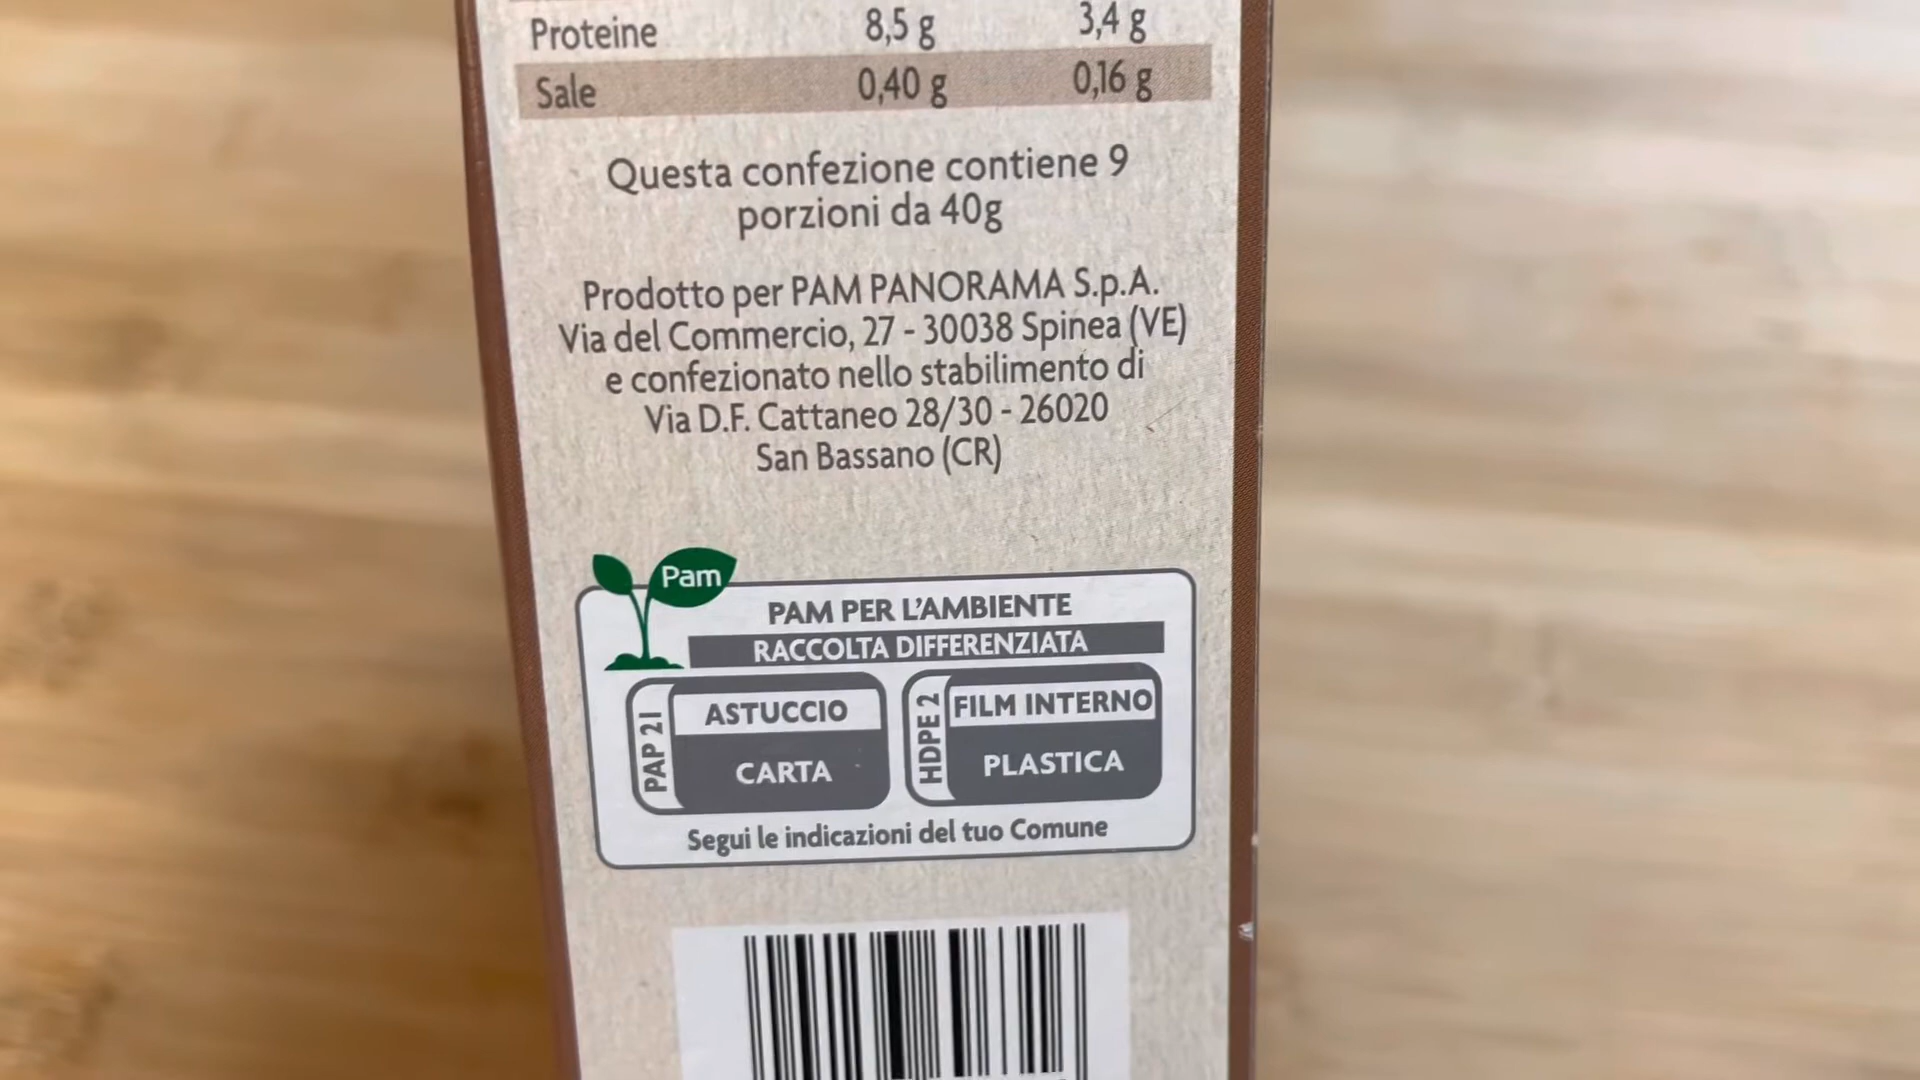 Proteine 8,5 g 3,4 g
Sale 0,40 g 0,16 g
Questa confezione contiene 9
porzioni da 40g
Prodotto per PAM PANORAMA S.p.A.
Via del Commercio, 27 - 30038 Spinea (VE)
e confezionato nello stabilimento di
Via D.F. Cattaneo 28/30 - 26020
San Bassano (CR)
Pam
PAM PER L'AMBIENTE
RACCOLTA DIFFERENZIATA
PAP 21
ASTUCCIO
CARTA
HDPE 2
FILM INTERNO
PLASTICA
Segui le indicazioni del tuo Comune